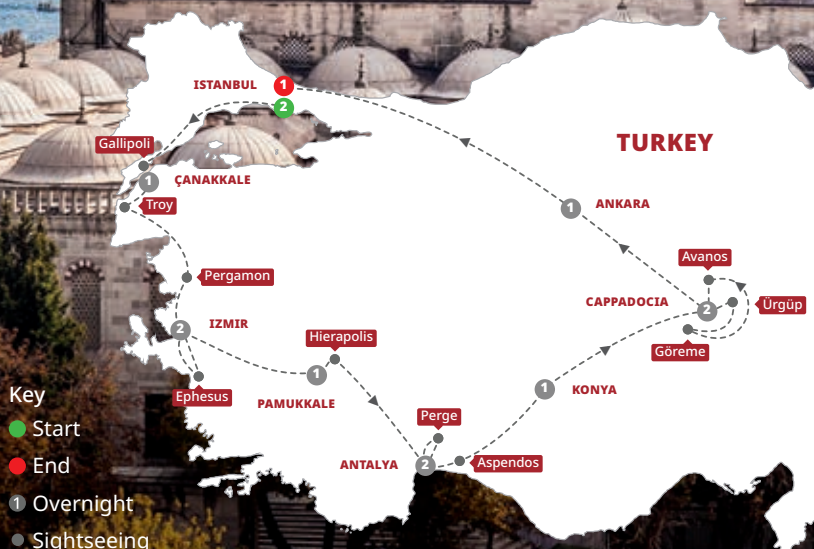 ISTANBUL
1
2
Gallipoli
1
ÇANAKKALE
Troy
TURKEY
1
ANKARA
Pergamon
Avanos
CAPPADOCIA
2
Ürgüp
Göreme
2
IZMIR
Hierapolis
1
PAMUKKALE
Ephesus
1
KONYA
Perge
ANTALYA
2
Aspendos
Key
Start
End
1 Overnight
Sightseeing